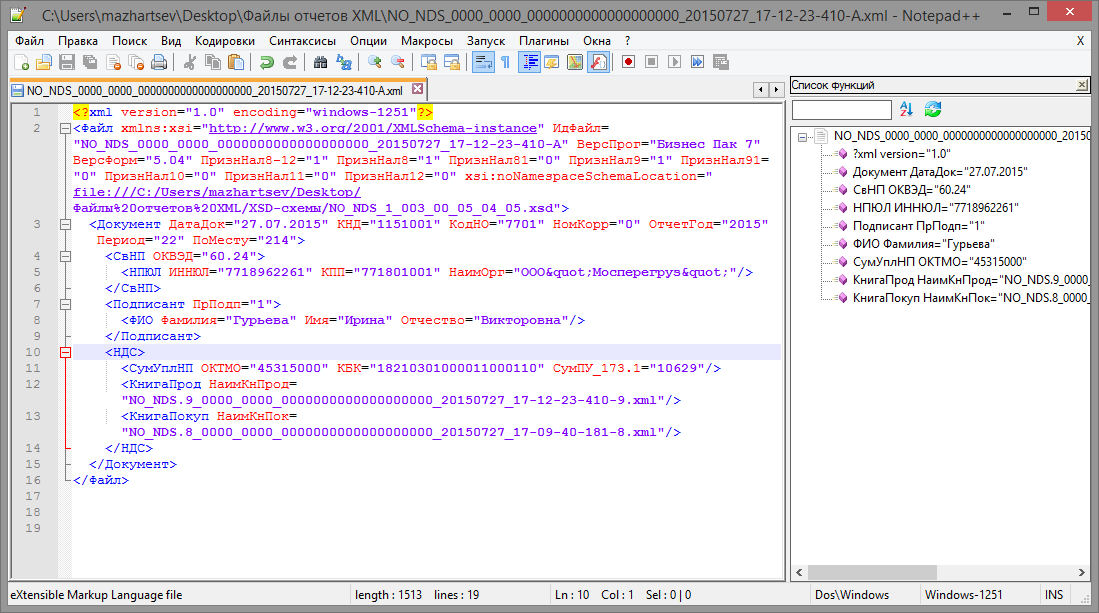 C:\Users\mazhartsev\Desktop\Файлы отчетов XML\NO_NDS_0000_0000_0000000000000000000_20150727_17-12-23-410-A.xml - Notepad++
Файл Правка Поиск Вид Кодировки Синтаксисы Опции Макросы Запуск Плагины Окна ? X
NO_NDS_0000_0000_0000000000000000000_20150727_17-12-23-410-A.xml
1 <?xml version="1.0" encoding="windows-1251"?>
2 <Файл xmlns:xsi="http://www.w3.org/2001/XMLSchema-instance" ИдФайл=
"NO_NDS_0000_0000_0000000000000000000_20150727_17-12-23-410-A" ВерсПрог="Бизнес Пак 7"
ВерсФорм="5.04" ПризнНал8-12="1" ПризнНал8="1" ПризнНал81="0" ПризнНал9="1" ПризнНал91=
"0" ПризнНал10="0" ПризнНал11="0" ПризнНал12="0" xsi:noNamespaceSchemaLocation="
file:///C:/Users/mazhartsev/Desktop/
Файлы%20отчетов%20XML/XSD-схемы/NO_NDS_1_003_00_05_04_05.xsd">
3 <Документ ДатаДок="27.07.2015" КНД="1151001" КодНО="7701" НомКорр="0" ОтчетГод="2015"
Период="22" ПоМесту="214">
4 <СвНП ОКВЭД="60.24">
5 <НПЮЛ ИННЮЛ="7718962261" КПП="771801001" НаимОрг="ООО&quot;Мосперегруз&quot;"/>
6 </СвНП>
7 <Подписант ПрПодп="1">
8 <ФИО Фамилия="Гурьева" Имя="Ирина" Отчество="Викторовна"/>
9 </Подписант>
10 <НДС>
11 <СумУплНП ОКТМО="45315000" КБК="18210301000011000110" СумПУ_173.1="10629"/>
12 <КнигаПрод НаимКнПрод=
"NO_NDS.9_0000_0000_0000000000000000000_20150727_17-12-23-410-9.xml"/>
13 <КнигаПокуп НаимКнПок=
"NO_NDS.8_0000_0000_0000000000000000000_20150727_17-09-40-181-8.xml"/>
14 </НДС>
15 </Документ>
16 </Файл>
17
18
19
Список функций
NO_NDS_0000_0000_0000000000000000000_20150
?xml version="1.0"
Документ ДатаДок="27.07.2015"
СвНП ОКВЭД="60.24"
НПЮЛ ИННЮЛ="7718962261"
Подписант ПрПодп="1"
ФИО Фамилия="Гурьева"
СумУплНП ОКТМО="45315000"
КнигаПрод НаимКнПрод="NO_NDS.9_0000_
КнигаПокуп НаимКнПок="NO_NDS.8_0000_
eXtensible Markup Language file length : 1513 lines : 19 Ln : 10 Col : 1 Sel : 0 | 0 Dos\Windows Windows-1251 INS